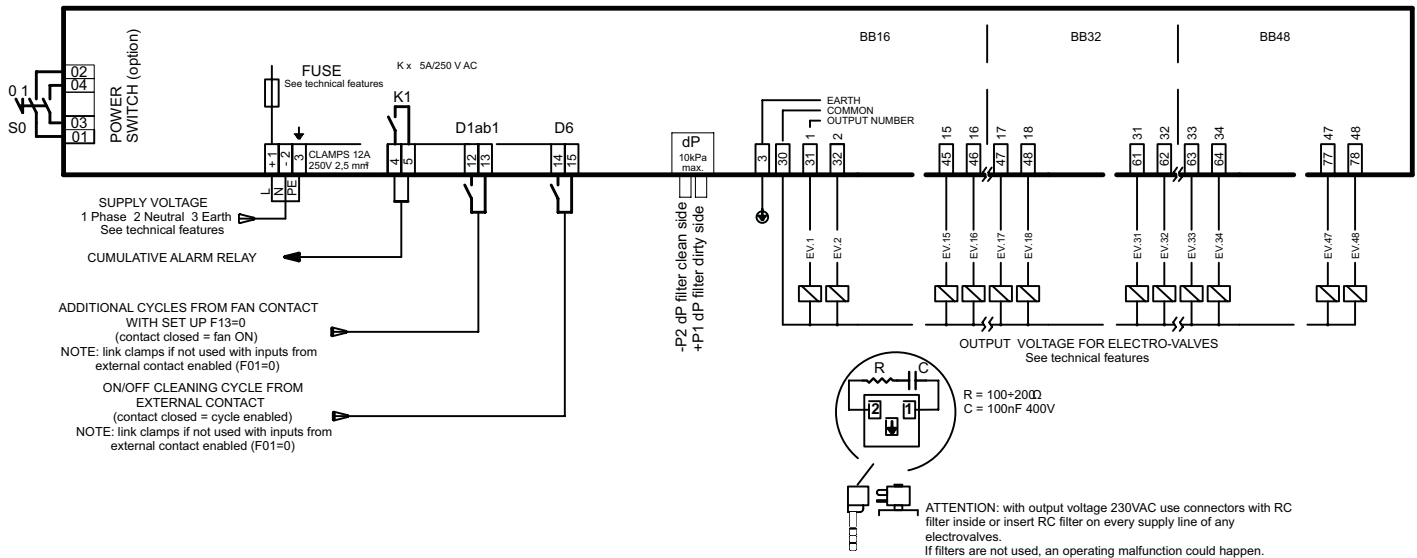 BB16
BB32
BB48
02
04
03
01
0 1
S0
POWER
SWITCH (option)
FUSE
See technical features
K x 5A/250 V AC
K1
D1ab1
D6
+ 1
- 2
3
CLAMPS 12A
250V 2,5 mm²
4
5
12
13
14
15
L
N
PE
dP
10kPa
max.
-P2 dP filter clean side
+P1 dP filter dirty side
EARTH
COMMON
OUTPUT NUMBER
1
2
15
16
17
18
31
32
33
34
47
48
3
30
31
32
45
46
47
48
61
62
63
64
77
78
SUPPLY VOLTAGE
1 Phase 2 Neutral 3 Earth
See technical features
CUMULATIVE ALARM RELAY
EV.1
EV.2
EV.15
EV.16
EV.17
EV.18
EV.31
EV.32
EV.33
EV.34
EV.47
EV.48
ADDITIONAL CYCLES FROM FAN CONTACT
WITH SET UP F13=0
(contact closed = fan ON)
NOTE: link clamps if not used with inputs from
external contact enabled (F01=0)
ON/OFF CLEANING CYCLE FROM
EXTERNAL CONTACT
(contact closed = cycle enabled)
NOTE: link clamps if not used with inputs from
external contact enabled (F01=0)
OUTPUT VOLTAGE FOR ELECTRO-VALVES
See technical features
R
C
2
1
R = 100÷200Ω
C = 100nF 400V
ATTENTION: with output voltage 230VAC use connectors with RC
filter inside or insert RC filter on every supply line of any
electrovalves.
If filters are not used, an operating malfunction could happen.